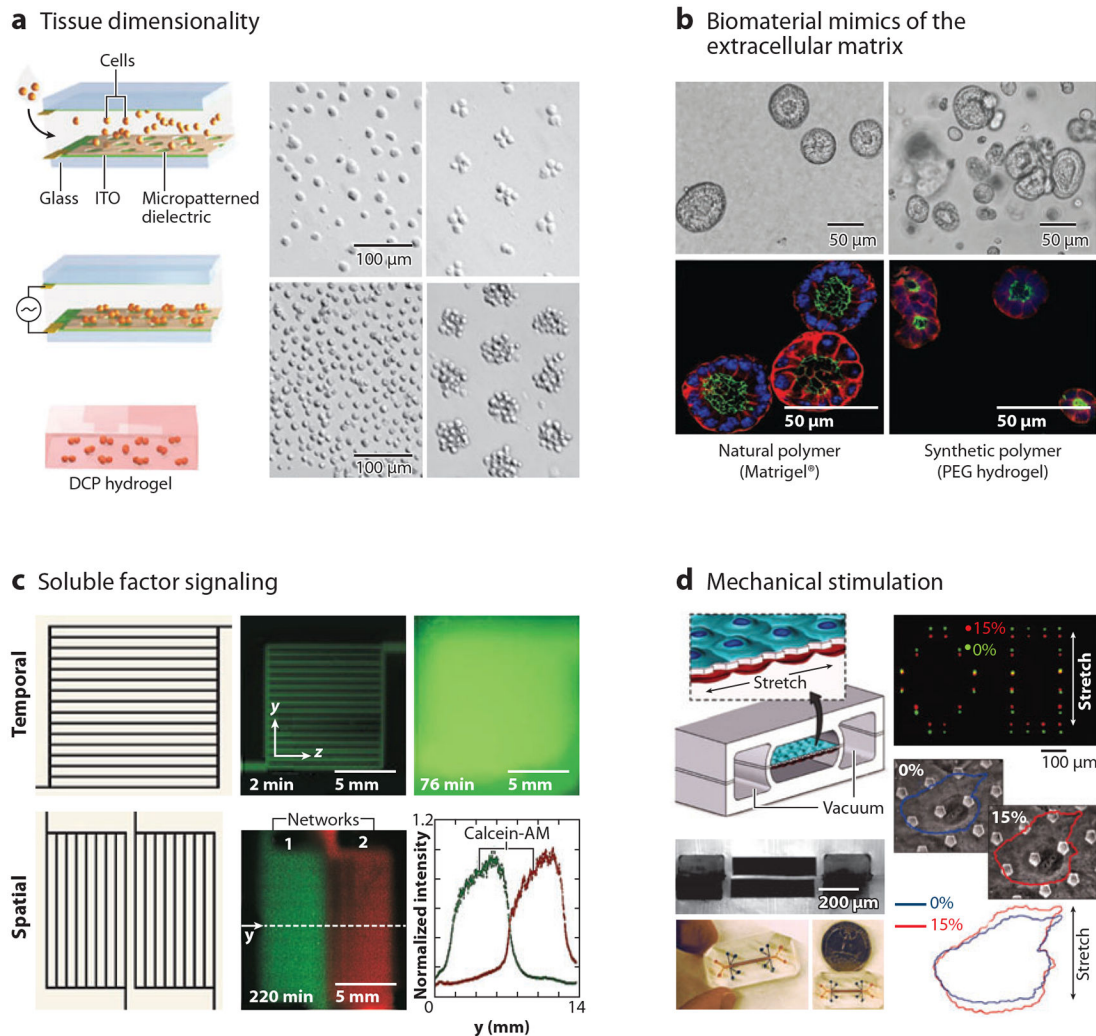 a Tissue dimensionality
Cells
Glass
ITO
Micropatterned
dielectric
DCP hydrogel
100 µm
100 µm
b Biomaterial mimics of the
extracellular matrix
50 µm
50 µm
50 µm
50 µm
Natural polymer
(Matrigel®)
Synthetic polymer
(PEG hydrogel)
c Soluble factor signaling
Temporal
y
z
2 min
5 mm
76 min
5 mm
Spatial
Networks
1
2
y
220 min
5 mm
1.2
Calcein-AM
Normalized intensity
0
0
14
y (mm)
d Mechanical stimulation
Stretch
Vacuum
200 µm
15%
0%
Stretch
100 µm
0%
15%
0%
15%
Stretch